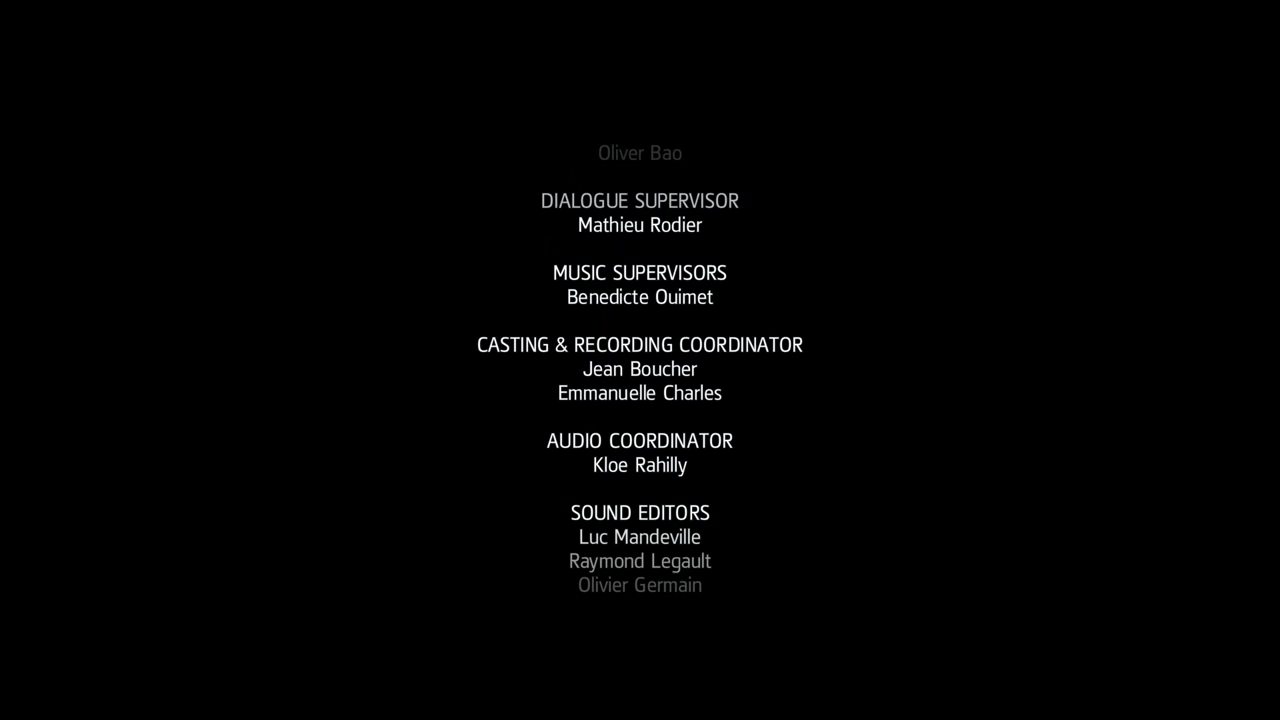 Oliver Bao
DIALOGUE SUPERVISOR
Mathieu Rodier
MUSIC SUPERVISORS
Benedicte Ouimet
CASTING & RECORDING COORDINATOR
Jean Boucher
Emmanuelle Charles
AUDIO COORDINATOR
Kloe Rahilly
SOUND EDITORS
Luc Mandeville
Raymond Legault
Olivier Germain